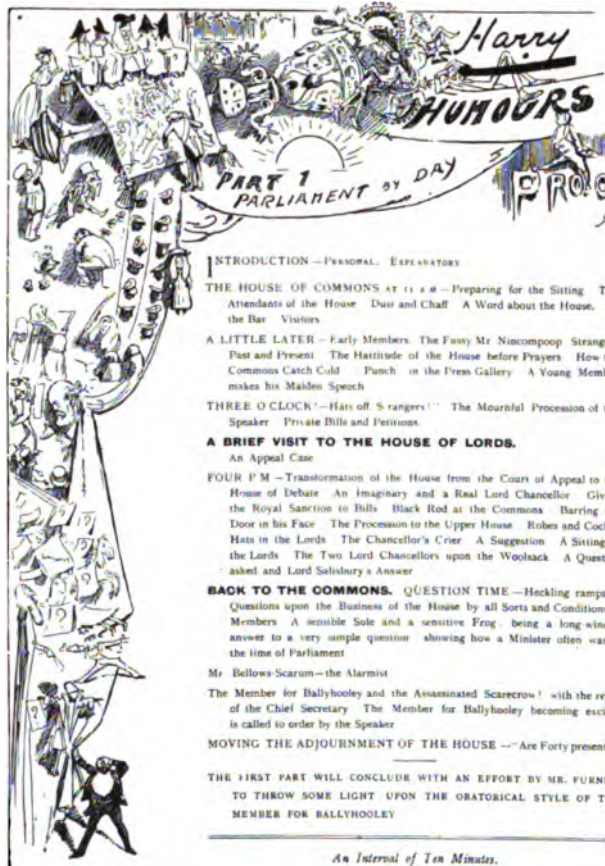 Harry
HUMOURS
PART 1
PARLIAMENT BY DAY
INTRODUCTION—PERSONAL. EXPLANATORY
THE HOUSE OF COMMONS AT 11 A M—Preparing for the Sitting
Attendants of the House Dust and Chaff A Word about the House.
the Bar Visitors
A LITTLE LATER—Early Members The Fussy Mr Nincompoop
Past and Present The Hattitude of the House before Prayers How
Commons Catch Cold Punch in the Press Gallery A Young
makes his Maiden Speech
THREE O CLOCK!—Hats off Strangers!" The Mournful Procession of
Speaker Private Bills and Petitions
A BRIEF VISIT TO THE HOUSE OF LORDS.
An Appeal Case
FOUR P M—Transformation of the House from the Court of Appeal to
House of Debate An Imaginary and a Real Lord Chancellor
the Royal Sanction to Bills Black Rod at the Commons Barring
Door in his Face The Procession to the Upper House Robes and
Hats in the Lords The Chancellor's Crier A Suggestion A Sitting
the Lords The Two Lord Chancellors upon the Woolsack A
asked and Lord Salisbury's Answer
BACK TO THE COMMONS. QUESTION TIME—Heckling
Questions upon the Business of the House by all Sorts and
Members A sensible Sole and a sensitive Frog, being a
answer to a very simple question showing how a Minister often
the time of Parliament
Mr Bellows-Scarum—the Alarmist
The Member for Ballyhooley and the Assassinated Scarecrow! with the
of the Chief Secretary The Member for Ballyhooley becoming
is called to order by the Speaker
MOVING THE ADJOURNMENT OF THE HOUSE—"Are Forty
THE FIRST PART WILL CONCLUDE WITH AN EFFORT BY MR.
TO THROW SOME LIGHT UPON THE ORATORICAL STYLE OF
MEMBER FOR BALLYHOOLEY
An Interval of Ten Minutes.